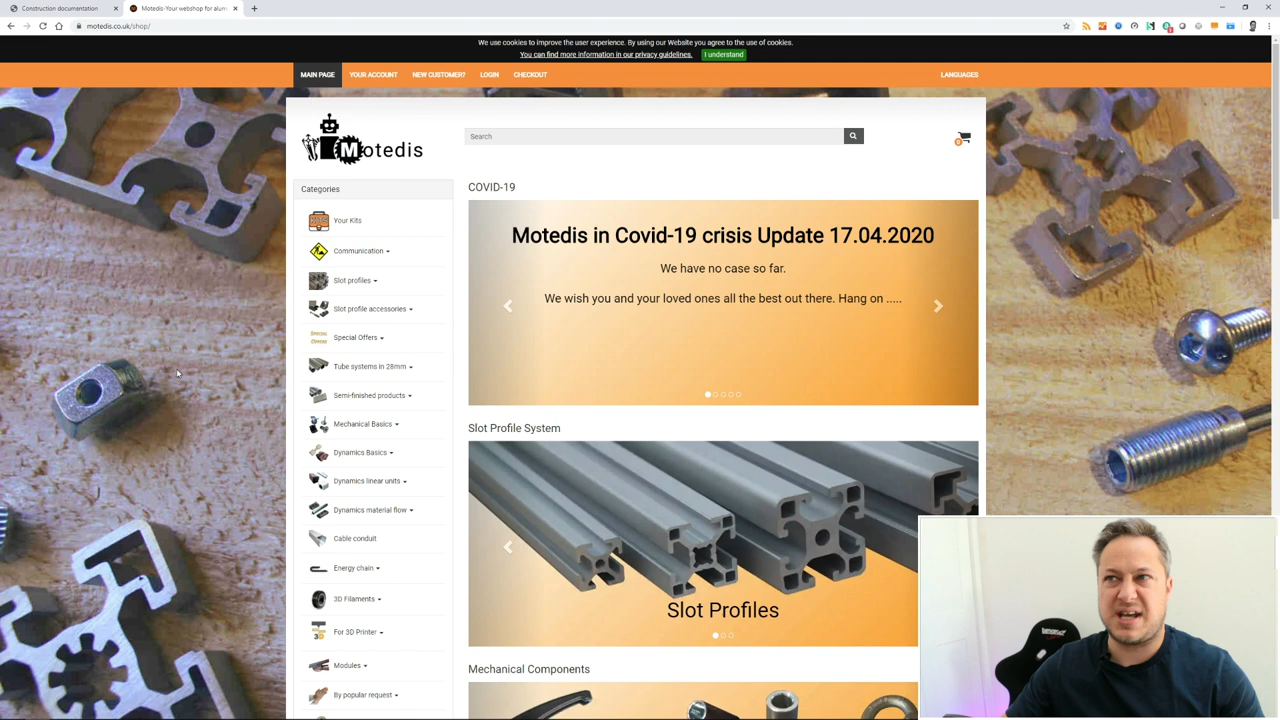 Construction documentation
Motedis-Your webshop for alum
motedis.co.uk/shop/
We use cookies to improve the user experience. By using our Website you agree to the use of cookies.
You can find more information in our privacy guidelines.
I understand
MAIN PAGE
YOUR ACCOUNT
NEW CUSTOMER?
LOGIN
CHECKOUT
LANGUAGES
Motedis
Search
0
Categories
Your Kits
Communication
Slot profiles
Slot profile accessories
Special Offers
Tube systems in 28mm
Semi-finished products
Mechanical Basics
Dynamics Basics
Dynamics linear units
Dynamics material flow
Cable conduit
Energy chain
3D Filaments
For 3D Printer
Modules
By popular request
COVID-19
Motedis in Covid-19 crisis Update 17.04.2020
We have no case so far.
We wish you and your loved ones all the best out there. Hang on .....
Slot Profile System
Slot Profiles
Mechanical Components